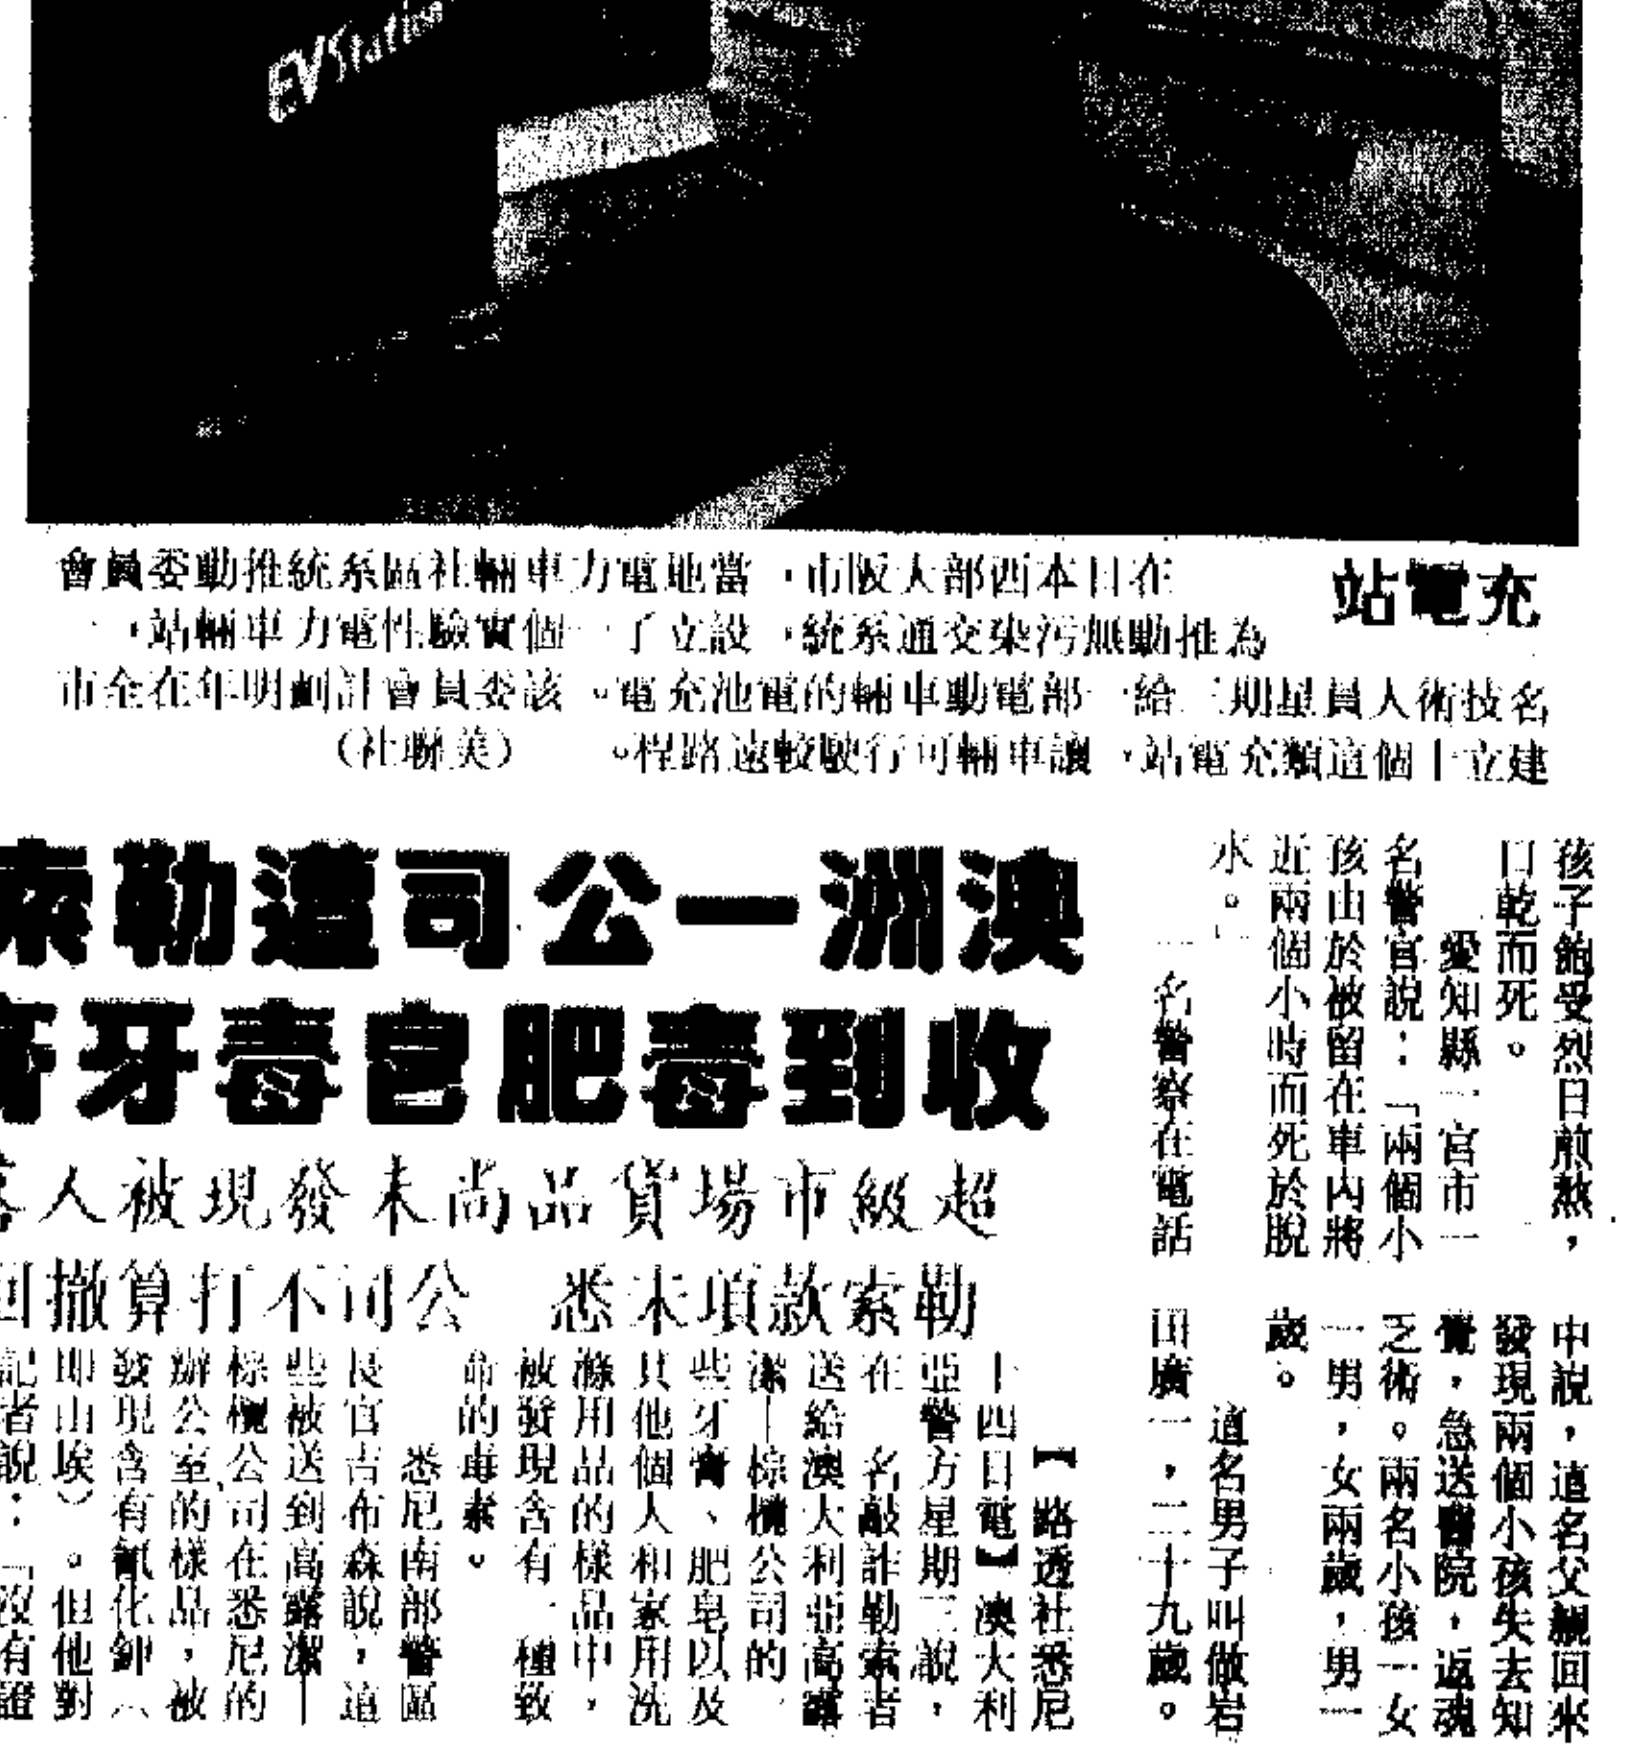 EV Station
充電站
在日本西部大阪市,當地電力車輛社區系統推動委員會
為推動無污染交通系統,設立了一個實驗性電力車輛站,一
名技術人員星期三給一部電動車輛的電池充電。該委員會計劃明年在全市
建立十個這類充電站,讓車輛可行駛較遠路程。 (美聯社)
孩子飽受烈日煎熬,
口乾而死。
愛知縣一宮市一
名警官說:「兩個小
孩由於被留在車內將
近兩個小時而死於脫
水。」
一名警察在電話
中說,這名父親回來
發現兩個小孩失去知
覺,急送醫院,返魂
乏術。兩名小孩一女
一男,女兩歲,男一
歲。
這名男子叫做岩
田廣一,二十九歲。
澳洲一公司遭勒索
收到毒肥皂毒牙膏
超級市場貨品尚未發現被人落
勒索款項未悉 公司不打算撤回
【路透社悉尼
十四日電】澳大利
亞警方星期三說,
在一名敲詐勒索者
送給澳大利亞高露
潔—棕欖公司的一
些牙膏、肥皂以及
其他個人和家用洗
滌用品的樣品中,
被發現含有一種致
命的毒素。
悉尼南部警區
長官吉布森說,這
些被送到高露潔—
棕欖公司在悉尼的
辦公室的樣品,被
發現含有氰化鉀(
即山埃)。但他對
記者說:「沒有證